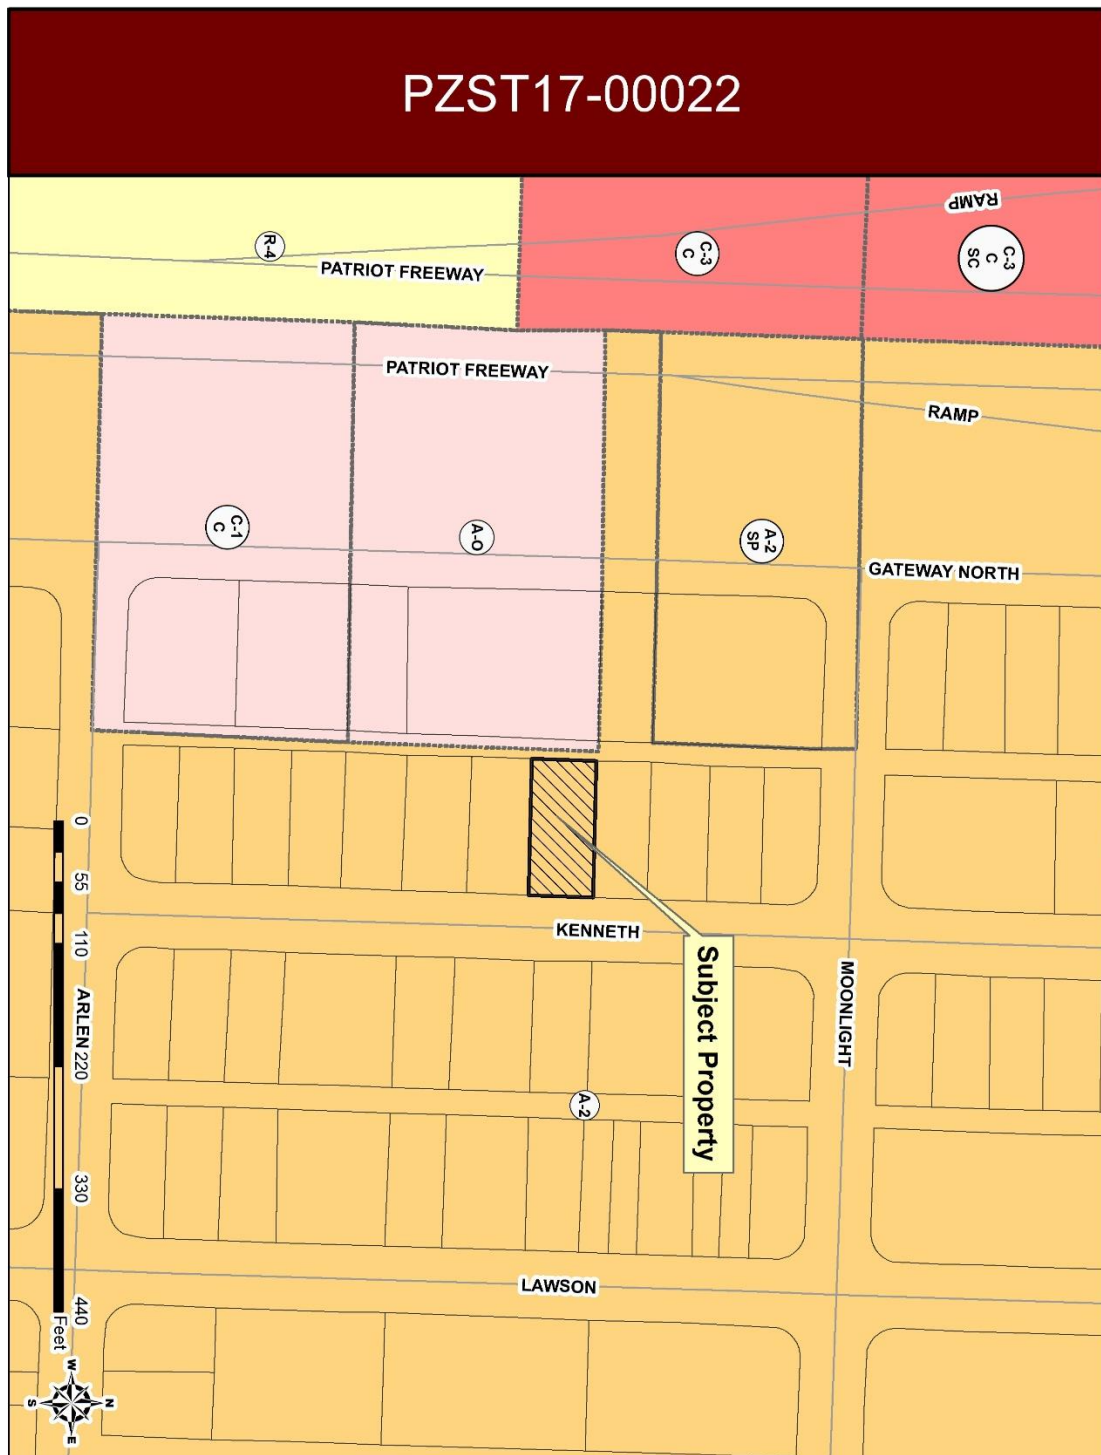 PZST17-00022
RAMP
C-3
C
SC
C-3
C
R-4
PATRIOT FREEWAY
PATRIOT FREEWAY
RAMP
C-1
C
A-O
A-2
SP
GATEWAY NORTH
KENNETH
Subject Property
MOONLIGHT
ARLEN
A-2
LAWSON
0
55
110
220
330
440
Feet
W
N
S
E